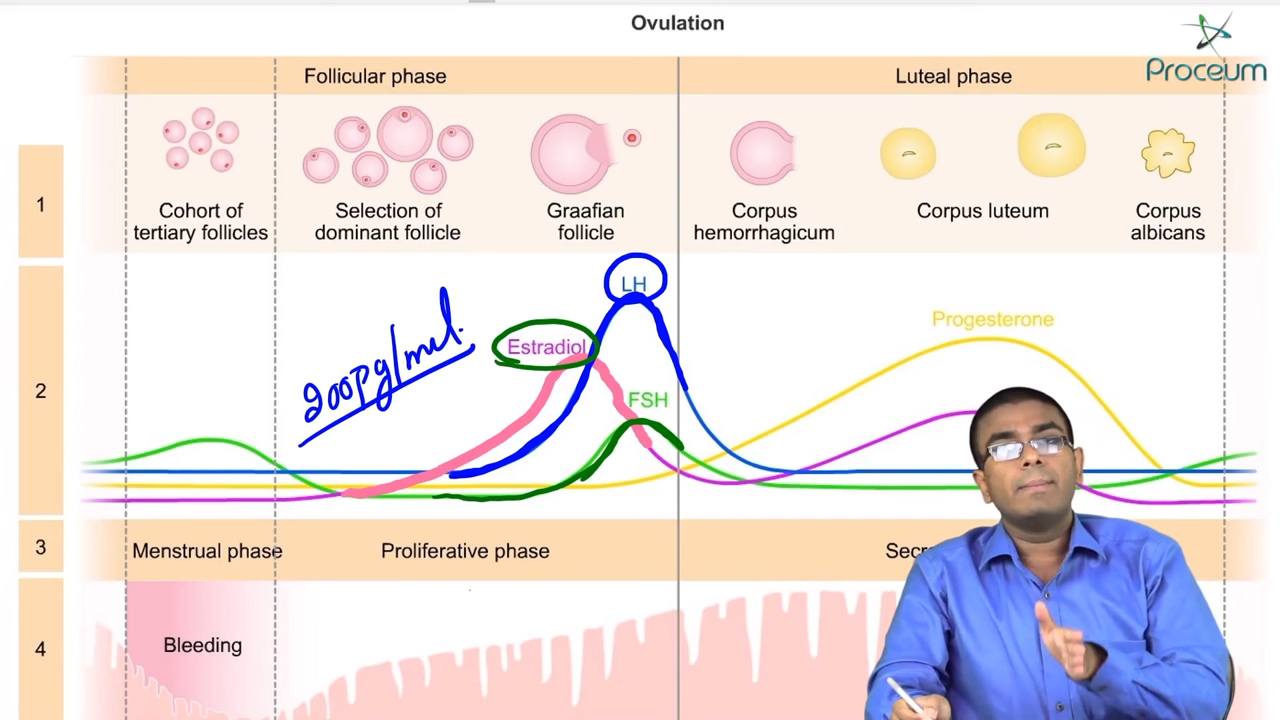 Ovulation
Proceum
Follicular phase
Luteal phase
1
Cohort of
tertiary follicles
Selection of
dominant follicle
Graafian
follicle
Corpus
hemorrhagicum
Corpus luteum
Corpus
albicans
2
200pg/ml.
LH
Estradiol
FSH
Progesterone
3
Menstrual phase
Proliferative phase
4
Bleeding